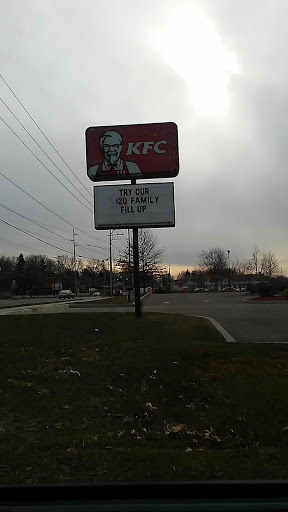 KFC
TRY OUR
$20 FAMILY
FILL UP